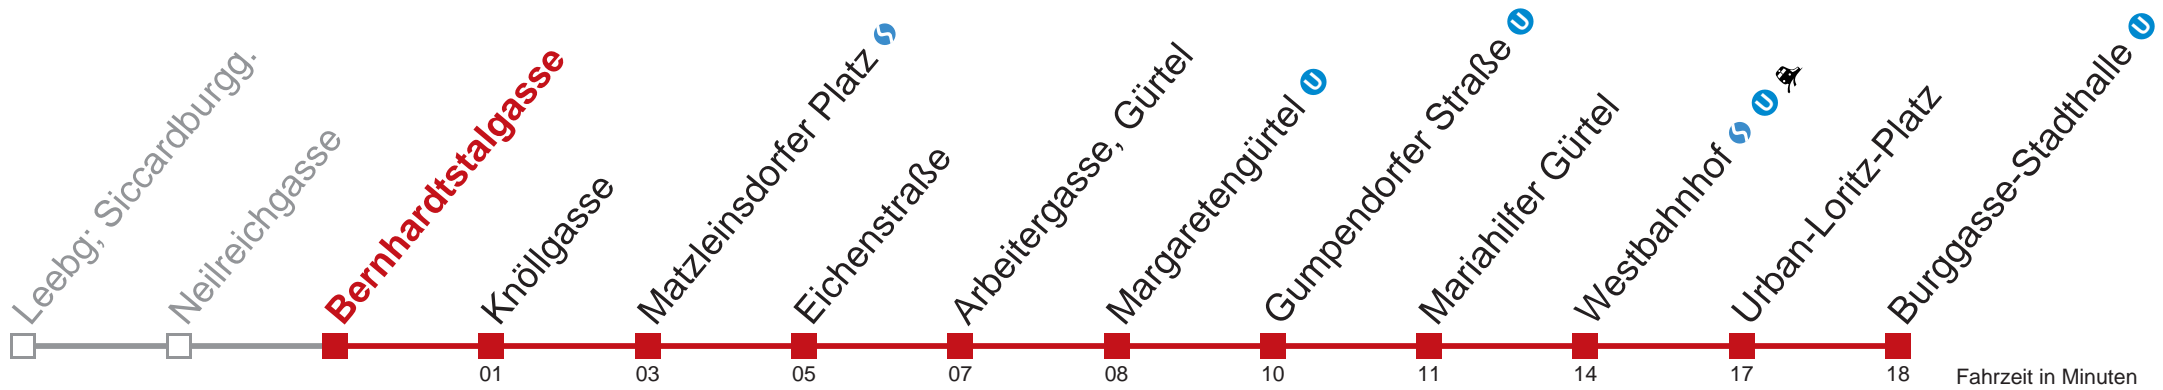 Leebg; Siccardburgg.
Neilreichgasse
Bernhardtstalgasse
Knöllgasse
Matzleinsdorfer Platz S
Eichenstraße
Arbeitergasse, Gürtel
Margaretengürtel U
Gumpendorfer Straße U
Mariahilfer Gürtel
Westbahnhof S U
Urban-Loritz-Platz
Burggasse-Stadthalle U
01 03 05 07 08 10 11 14 17 18 Fahrzeit in Minuten